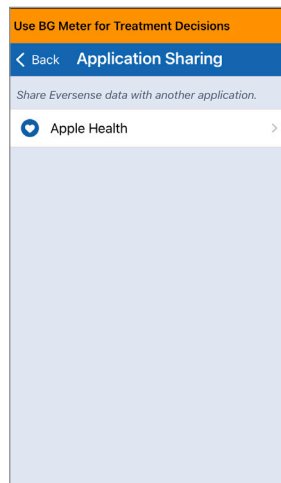 Use BG Meter for Treatment Decisions
Back Application Sharing
Share Eversense data with another application.
Apple Health